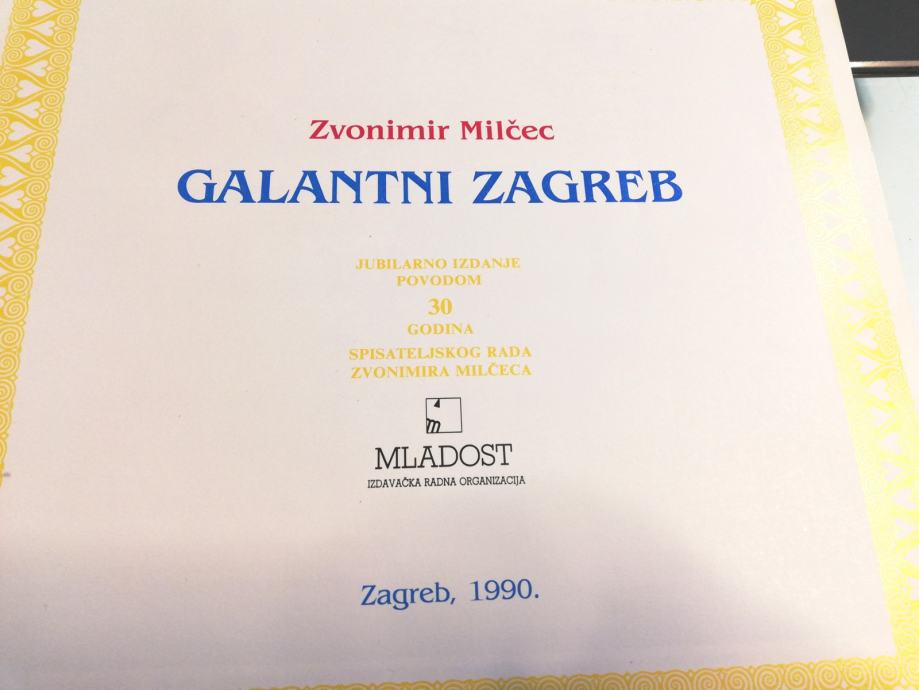 Zvonimir Milčec
GALANTNI ZAGREB
JUBILARNO IZDANJE
POVODOM
30
GODINA
SPISATELJSKOG RADA
ZVONIMIRA MILČECA
m
MLADOST
IZDAVAČKA RADNA ORGANIZACIJA
Zagreb, 1990.